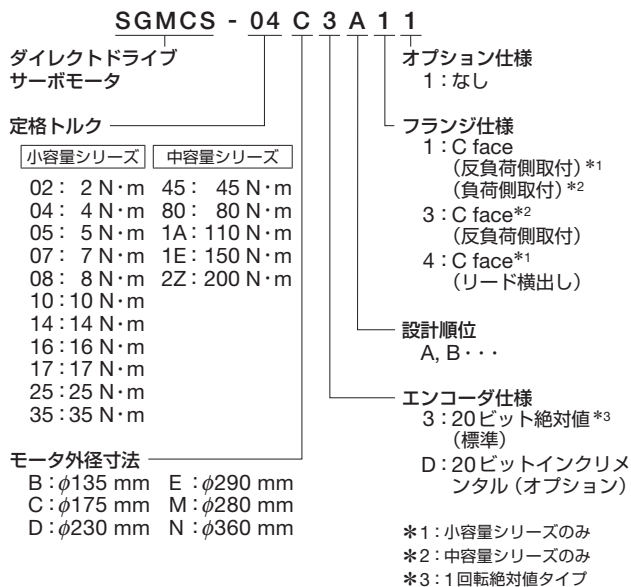 SGMCS - 04 C 3 A 1 1
ダイレクトドライブ
サーボモータ
定格トルク
小容量シリーズ 中容量シリーズ
02： 2 N･m 45： 45 N･m
04： 4 N･m 80： 80 N･m
05： 5 N･m 1A：110 N･m
07： 7 N･m 1E：150 N･m
08： 8 N･m 2Z：200 N･m
10：10 N･m
14：14 N･m
16：16 N･m
17：17 N･m
25：25 N･m
35：35 N･m
モータ外径寸法
B：φ135 mm E：φ290 mm
C：φ175 mm M：φ280 mm
D：φ230 mm N：φ360 mm
オプション仕様
1：なし
フランジ仕様
1：C face
（反負荷側取付）*1
（負荷側取付）*2
3：C face*2
（反負荷側取付）
4：C face*1
（リード横出し）
設計順位
A, B･･･
エンコーダ仕様
3：20ビット絶対値*3
（標準）
D：20ビットインクリメ
ンタル（オプション）
*1：小容量シリーズのみ
*2：中容量シリーズのみ
*3：1回転絶対値タイプ